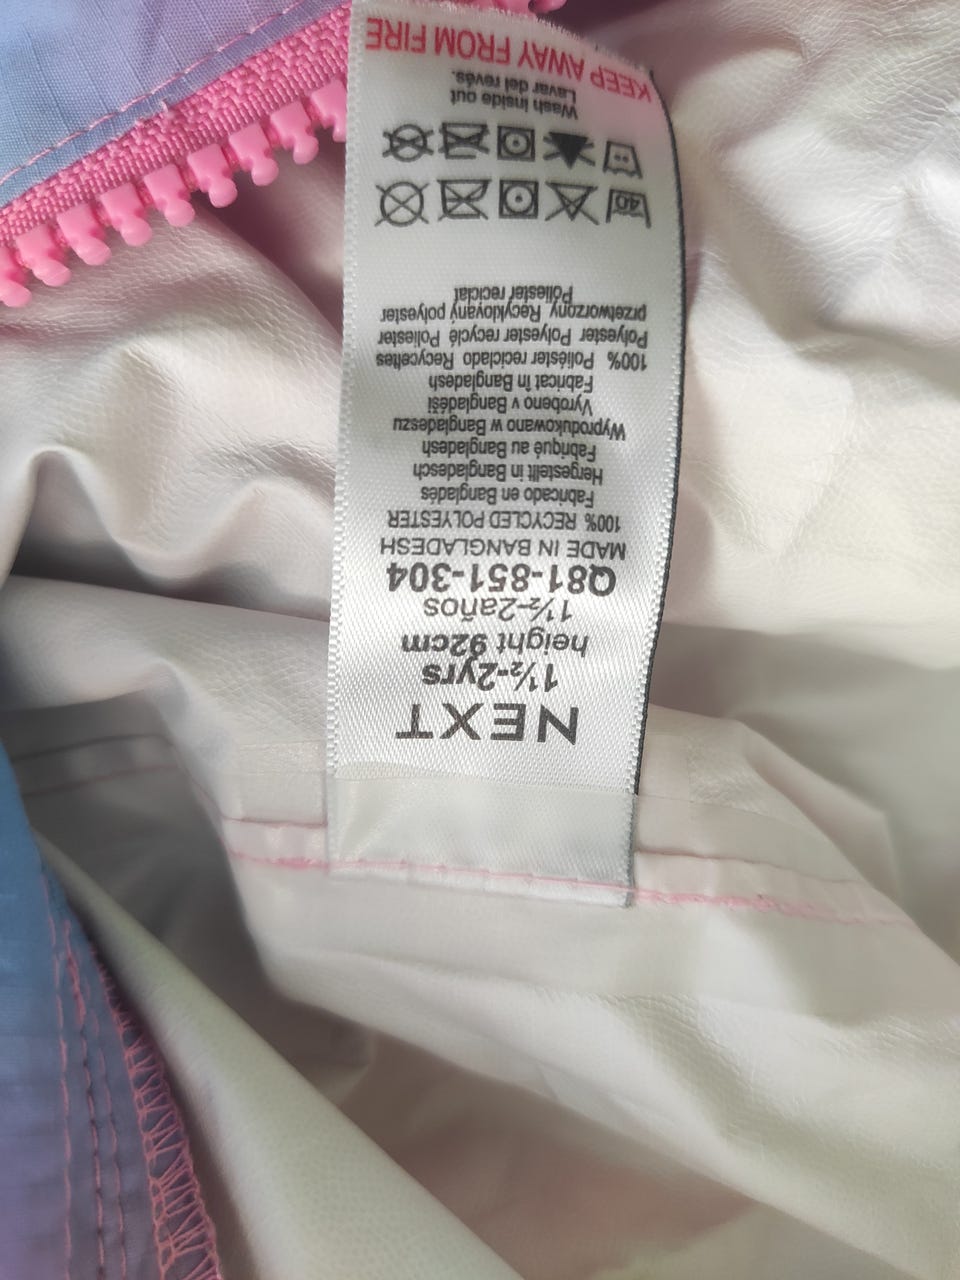 NEXT
1½-2yrs
height 92cm
1½-2años
Q81-851-304
MADE IN BANGLADESH
100% RECYCLED POLYESTER
Fabricado en Bangladés
Hergestellt in Bangladesch
Fabriqué au Bangladesh
Wyprodukowano w Bangladeszu
Vyrobeno v Bangladéši
Fabricat în Bangladesh
100% Poliéster reciclado Recyceltes
Polyester Polyester recyclé Poliester
przetworzony Recyklovaný polyester
Poliester reciclat
40
Wash inside out
Lavar del revés.
KEEP AWAY FROM FIRE